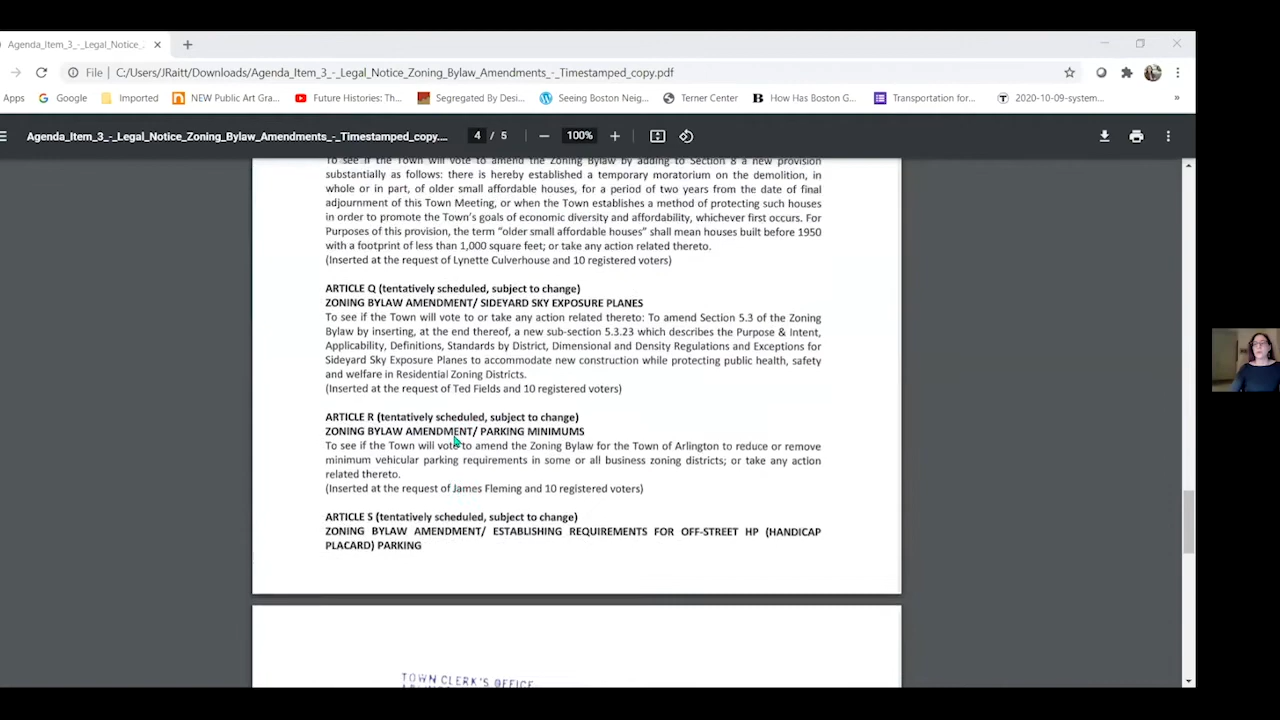 Agenda_Item_3_-_Legal_Notice_Z
File
C:/Users/JRaitt/Downloads/Agenda_Item_3_-_Legal_Notice_Zoning_Bylaw_Amendments_-_Timestamped_copy.pdf
Apps
Google
Imported
NEW Public Art Gra...
Future Histories: Th...
Segregated By Desi...
Seeing Boston Neig...
Terner Center
How Has Boston G...
Transportation for...
2020-10-09-system...
»
Agenda_Item_3_-_Legal_Notice_Zoning_Bylaw_Amendments_-_Timestamped_copy....
4 / 5
100%
To see if the Town will vote to amend the Zoning Bylaw by adding to Section 8 a new provision
substantially as follows: there is hereby established a temporary moratorium on the demolition, in
whole or in part, of older small affordable houses, for a period of two years from the date of final
adjournment of this Town Meeting, or when the Town establishes a method of protecting such houses
in order to promote the Town's goals of economic diversity and affordability, whichever first occurs. For
Purposes of this provision, the term "older small affordable houses" shall mean houses built before 1950
with a footprint of less than 1,000 square feet; or take any action related thereto.
(Inserted at the request of Lynette Culverhouse and 10 registered voters)
ARTICLE Q (tentatively scheduled, subject to change)
ZONING BYLAW AMENDMENT/ SIDEYARD SKY EXPOSURE PLANES
To see if the Town will vote to or take any action related thereto: To amend Section 5.3 of the Zoning
Bylaw by inserting, at the end thereof, a new sub-section 5.3.23 which describes the Purpose & Intent,
Applicability, Definitions, Standards by District, Dimensional and Density Regulations and Exceptions for
Sideyard Sky Exposure Planes to accommodate new construction while protecting public health, safety
and welfare in Residential Zoning Districts.
(Inserted at the request of Ted Fields and 10 registered voters)
ARTICLE R (tentatively scheduled, subject to change)
ZONING BYLAW AMENDMENT/ PARKING MINIMUMS
To see if the Town will vote to amend the Zoning Bylaw for the Town of Arlington to reduce or remove
minimum vehicular parking requirements in some or all business zoning districts; or take any action
related thereto.
(Inserted at the request of James Fleming and 10 registered voters)
ARTICLE S (tentatively scheduled, subject to change)
ZONING BYLAW AMENDMENT/ ESTABLISHING REQUIREMENTS FOR OFF-STREET HP (HANDICAP
PLACARD) PARKING
TOWN CLERK'S OFFICE